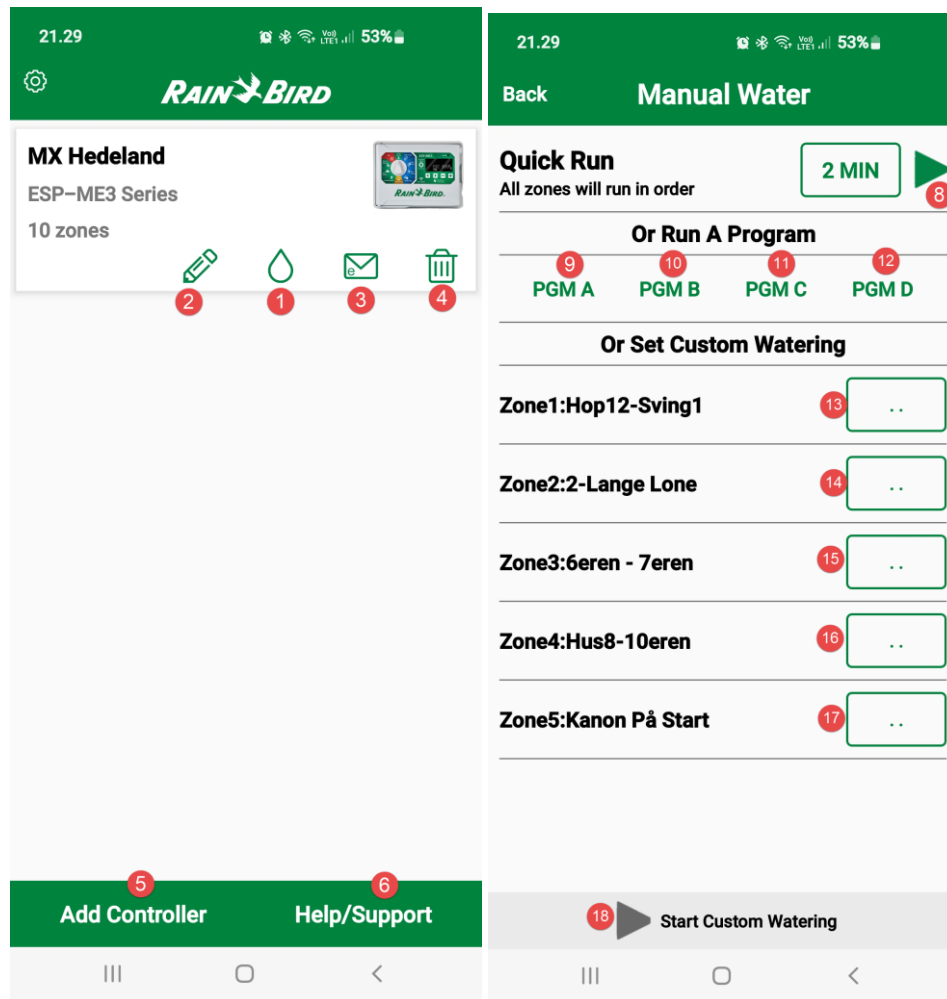 21.29
Vo)) LTE1 53%
RAIN BIRD
MX Hedeland
ESP-ME3 Series
10 zones
RAIN BIRD
2
1
e
3
4
5
6
Add Controller
Help/Support
21.29
Vo)) LTE1 53%
Back
Manual Water
Quick Run
2 MIN
All zones will run in order
8
Or Run A Program
9
10
11
12
PGM A
PGM B
PGM C
PGM D
Or Set Custom Watering
Zone1:Hop12-Sving1
13
..
Zone2:2-Lange Lone
14
..
Zone3:6eren - 7eren
15
..
Zone4:Hus8-10eren
16
..
Zone5:Kanon På Start
17
..
18
Start Custom Watering